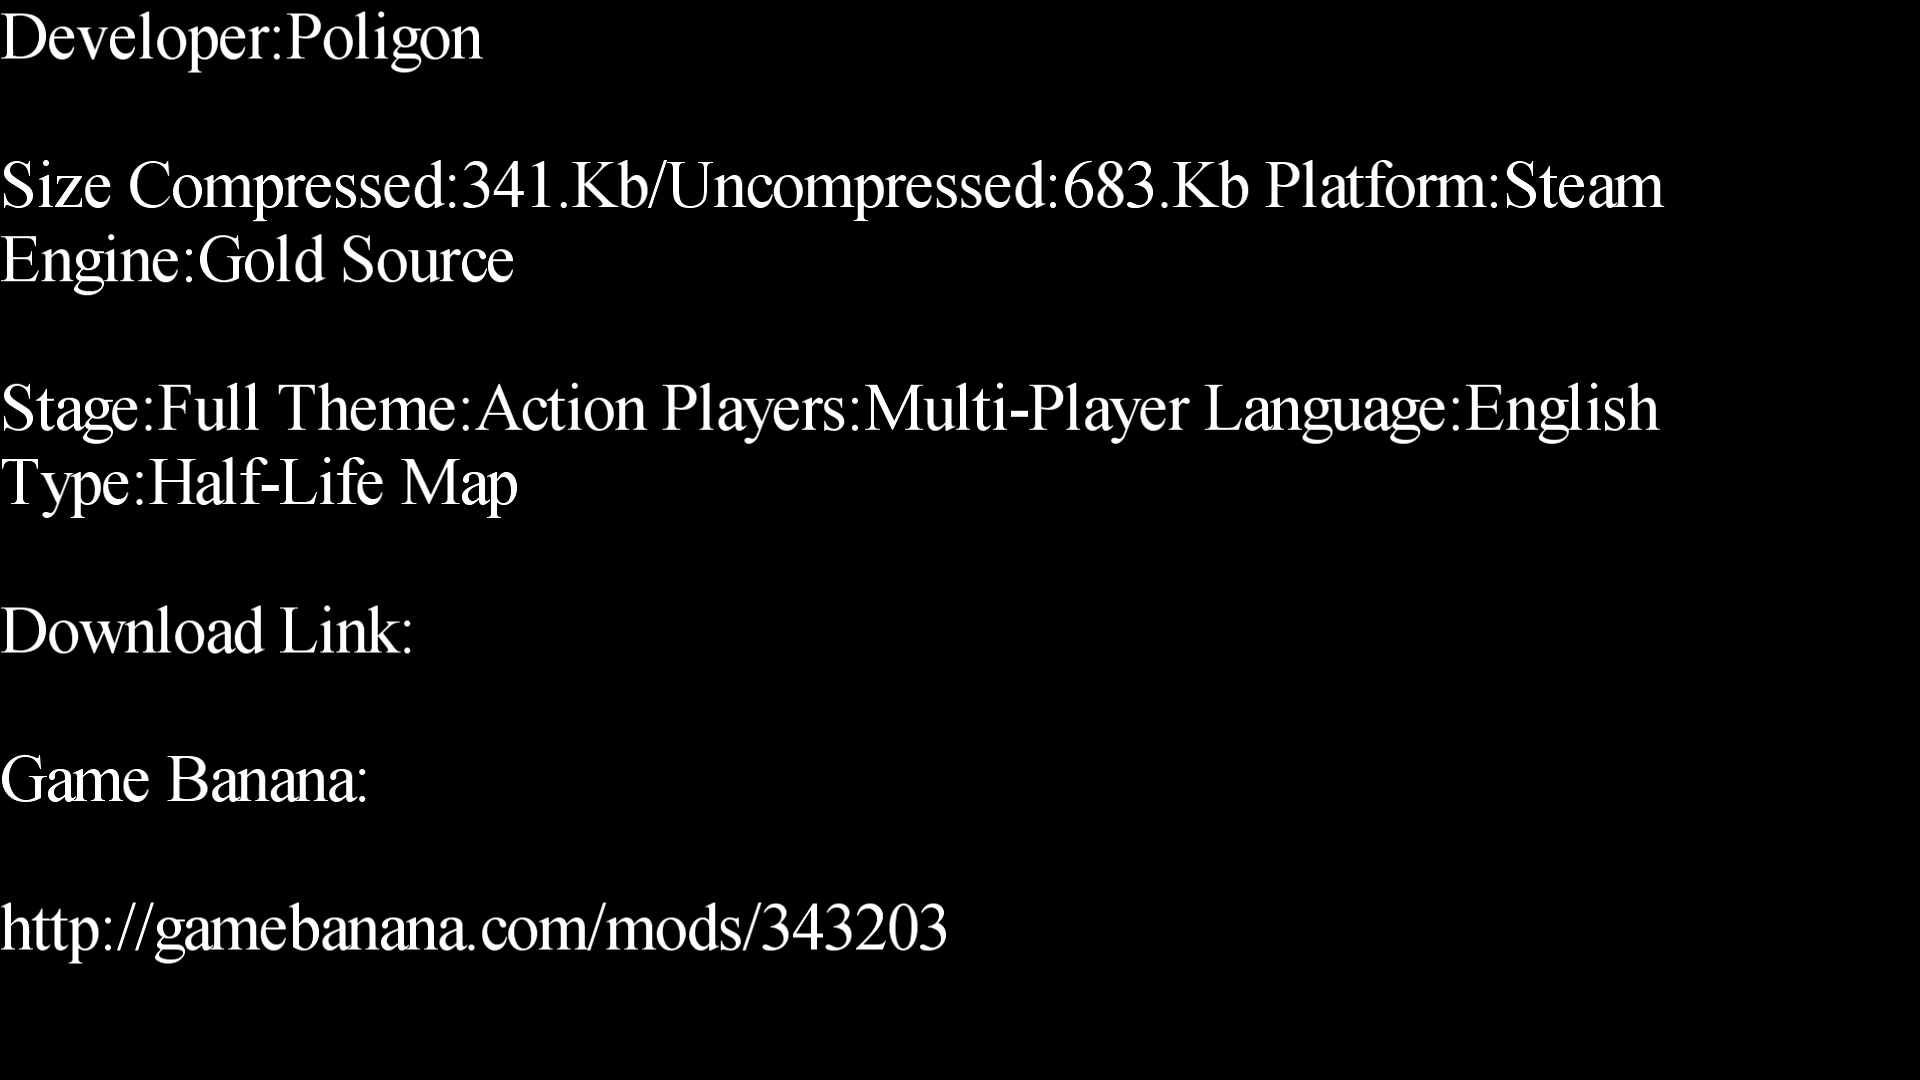 Developer:Poligon
Size Compressed:341.Kb/Uncompressed:683.Kb Platform:Steam
Engine:Gold Source
Stage:Full Theme:Action Players:Multi-Player Language:English
Type:Half-Life Map
Download Link:
Game Banana:
http://gamebanana.com/mods/343203